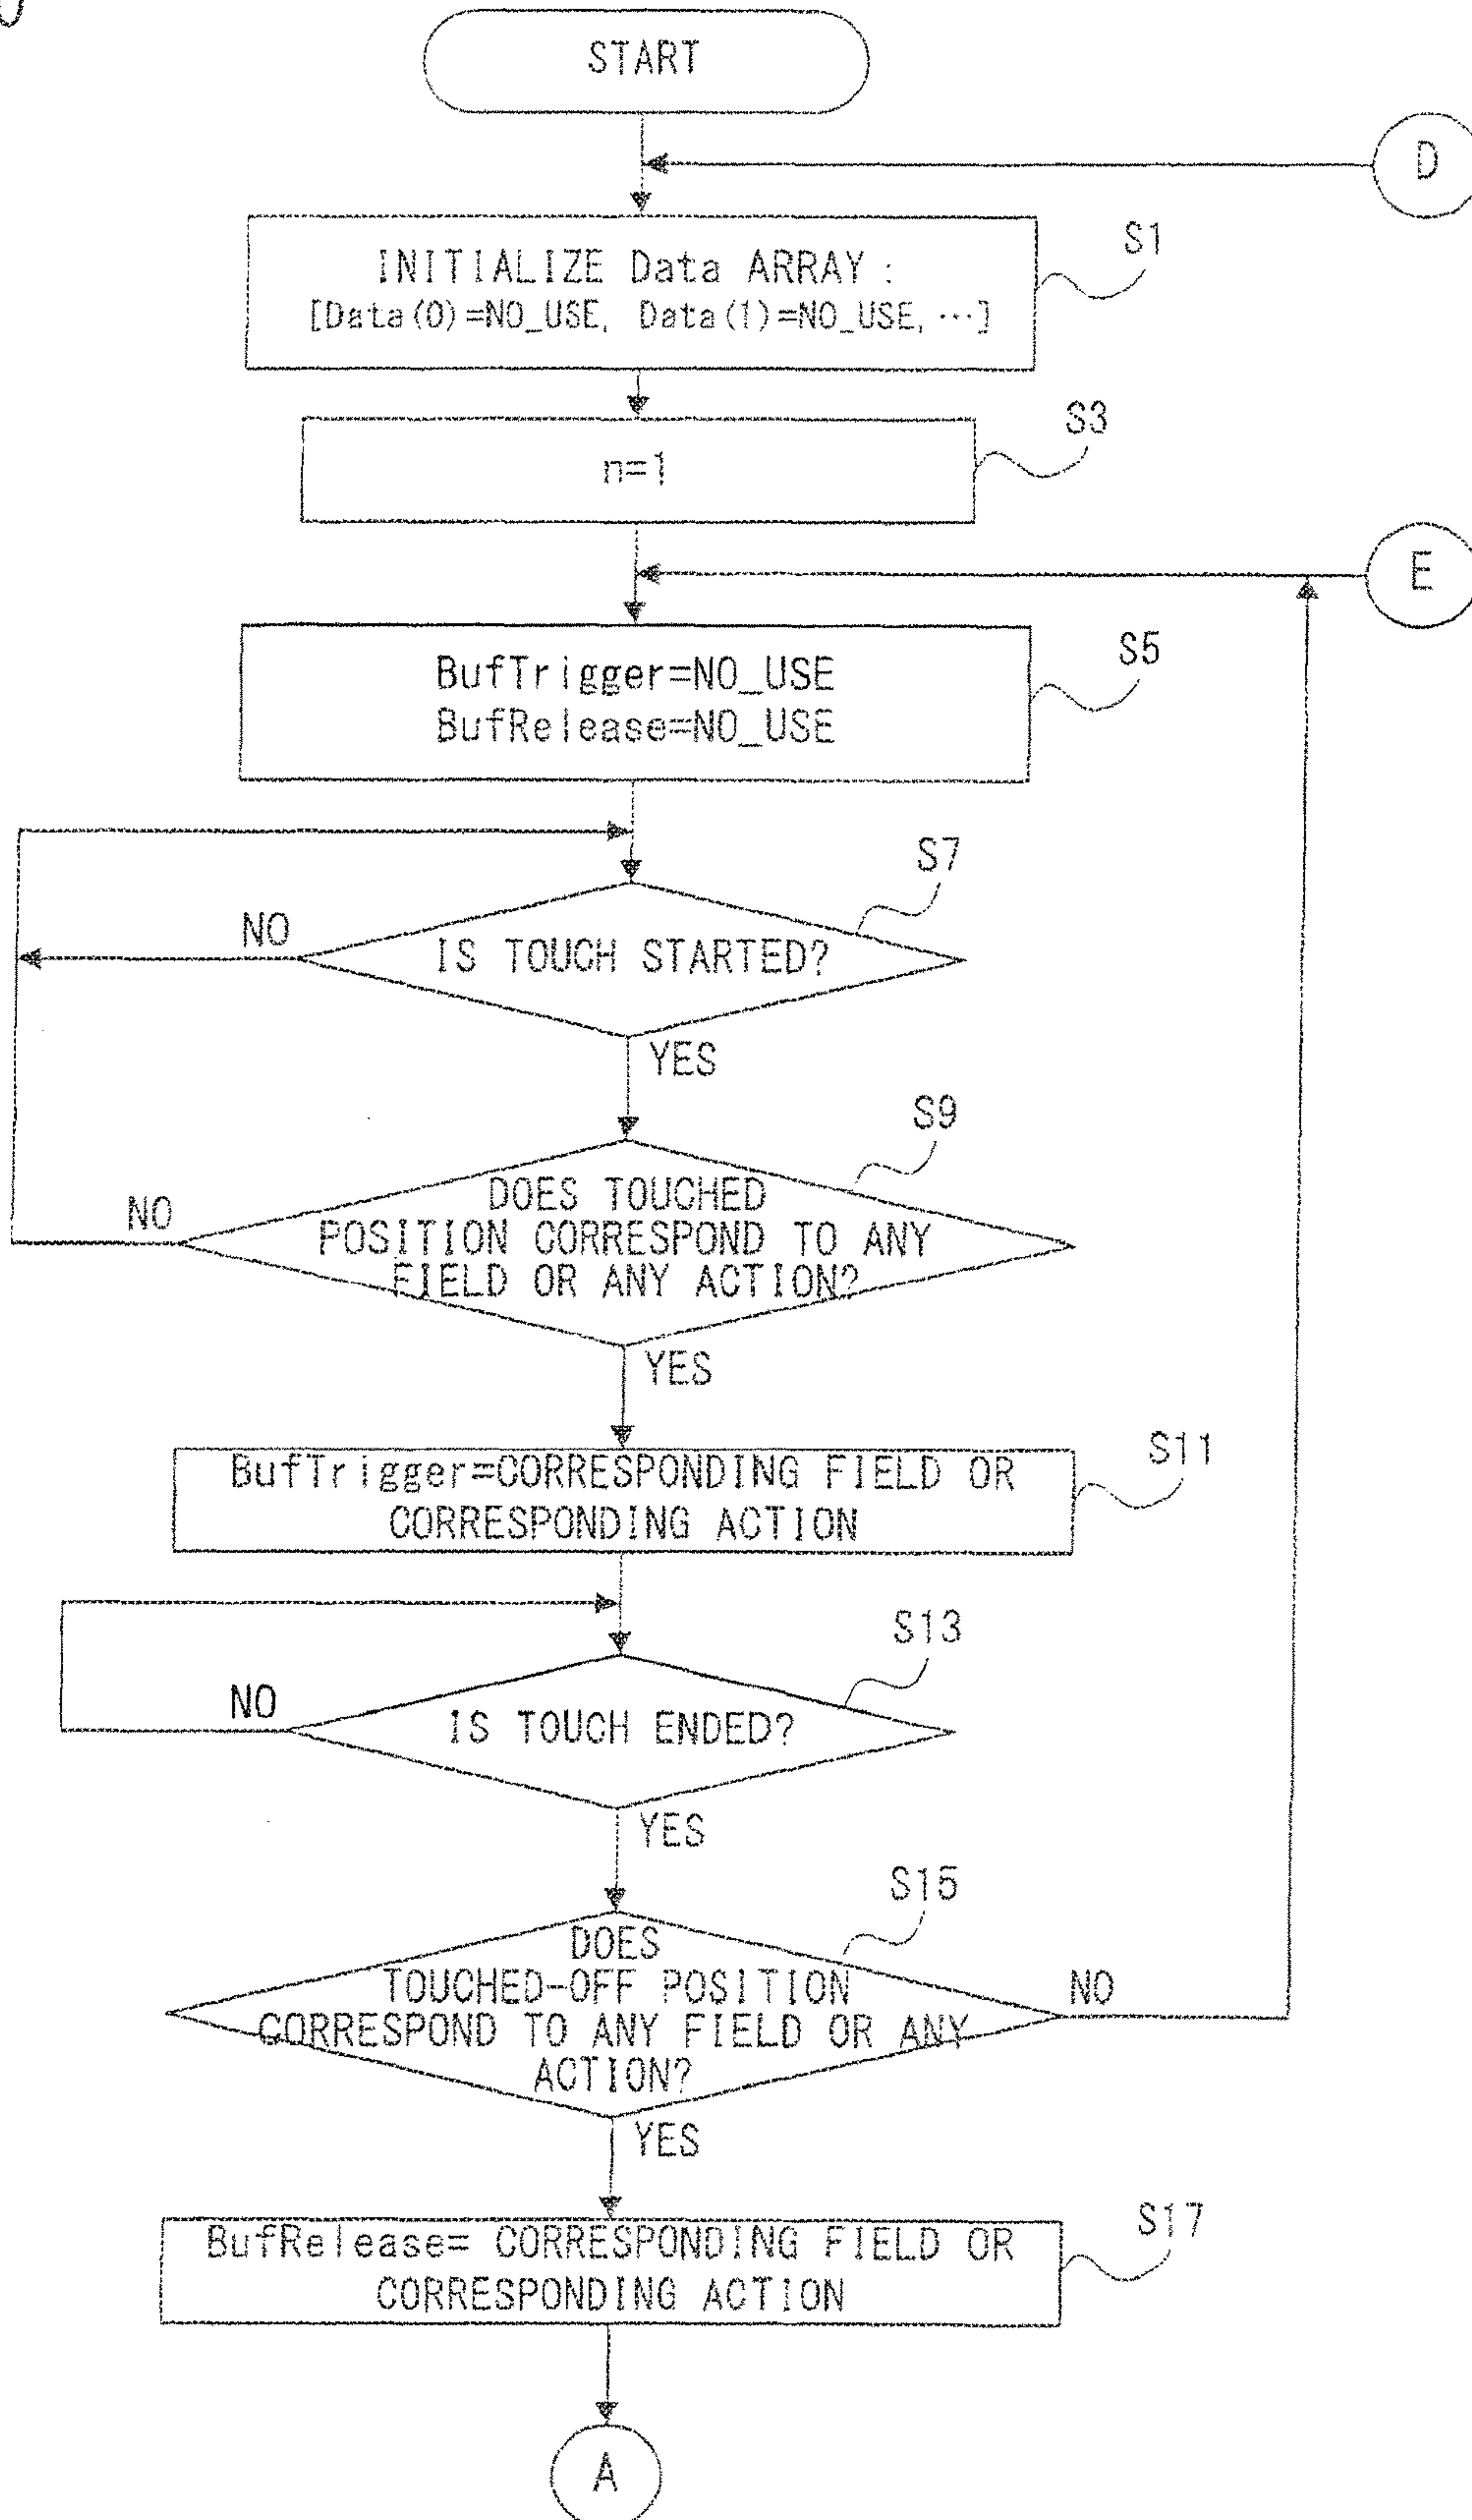 START
D
S1
INITIALIZE Data ARRAY:
[Data(0)=NO_USE, Data(1)=NO_USE, ⋯]
S3
n=1
E
S5
BufTrigger=NO_USE
BufRelease=NO_USE
S7
NO
IS TOUCH STARTED?
YES
S9
NO
DOES TOUCHED
POSITION CORRESPOND TO ANY
FIELD OR ANY ACTION?
YES
S11
BufTrigger=CORRESPONDING FIELD OR
CORRESPONDING ACTION
S13
NO
IS TOUCH ENDED?
YES
S15
DOES
TOUCHED-OFF POSITION
CORRESPOND TO ANY FIELD OR ANY
ACTION?
NO
YES
S17
BufRelease= CORRESPONDING FIELD OR
CORRESPONDING ACTION
A